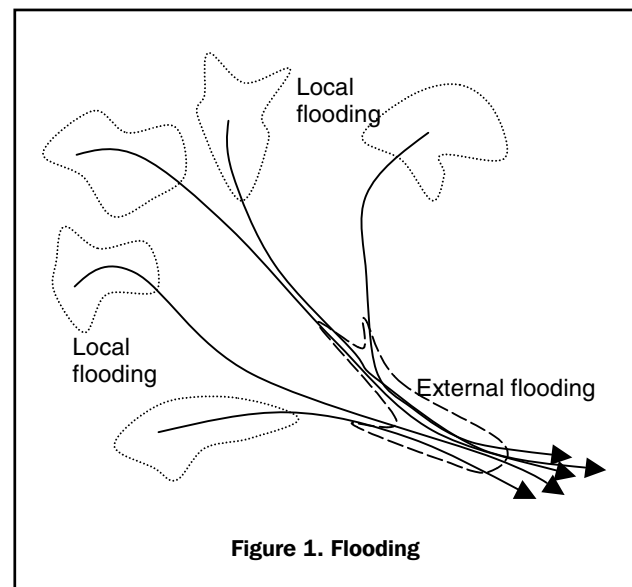 Local
flooding
Local
flooding
External flooding
Figure 1. Flooding